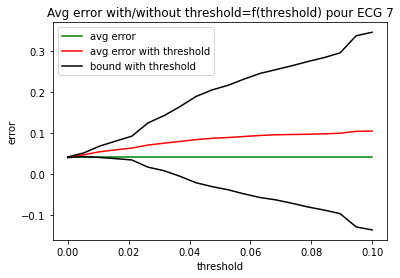 Avg error with/without threshold=f(threshold) pour ECG 7
avg error
avg error with threshold
bound with threshold
error
0.3
0.2
0.1
0.0
−0.1
0.00 0.02 0.04 0.06 0.08 0.10
threshold